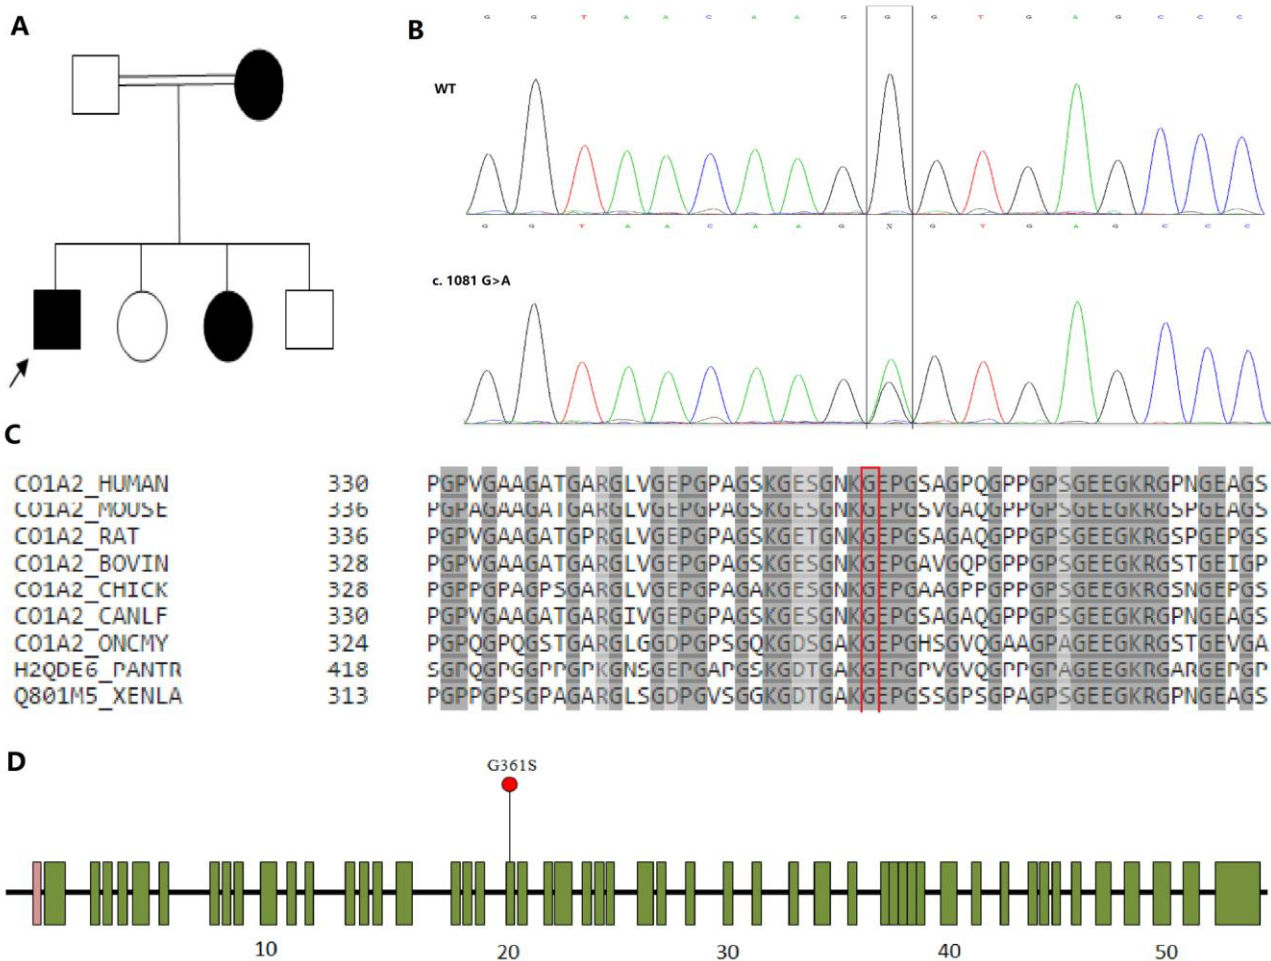 A
B
G G T A A C A A G G G T G A G C C C
WT
G G T A A C A A G N G T G A G C C C
c. 1081 G>A
C
CO1A2_HUMAN 330 PGPVGAAGATGARGLVGEPGPAGSKGESGNKGEPGSAGPQGPPGPSGEEGKRGPNGEAGS
CO1A2_MOUSE 336 PGPAGAAGATGARGLVGEPGPAGSKGESGNKGEPGSVGAQGPPGPSGEEGKRGSPGEAGS
CO1A2_RAT 336 PGPVGAAGATGPRGLVGEPGPAGSKGETGNKGEPGSAGAQGPPGPSGEEGKRGSPGEPGS
CO1A2_BOVIN 328 PGPVGAAGATGARGLVGEPGPAGSKGESGNKGEPGAVGQPGPPGPSGEEGKRGSTGEIGP
CO1A2_CHICK 328 PGPPGPAGPSGARGLVGEPGPAGAKGESGNKGEPGAAGPPGPPGPSGEEGKRGSNGEPGS
CO1A2_CANLF 330 PGPVGAAGATGARGIVGEPGPAGSKGESGNKGEPGSAGAQGPPGPSGEEGKRGPNGEAGS
CO1A2_ONCMY 324 PGPQGPQGSTGARGLGGDPGPSGQKGDSGAKGEPGHSGVQGAAGPAGEEGKRGSTGEVGA
H2QDE6_PANTR 418 SGPQGPGGPPGPKGNSGEPGAPGSKGDTGAKGEPGPVGVQGPPGPAGEEGKRGARGEPGP
Q801M5_XENLA 313 PGPPGPSGPAGARGLSGDPGVSGGKGDTGAKGEPGSSGPSGPAGPSGEEGKRGPNGEAGS
D
G361S
10 20 30 40 50